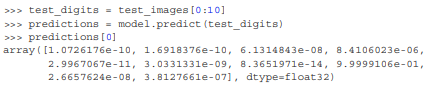 >>> test_digits = test_images[0:10]
>>> predictions = model.predict(test_digits)
>>> predictions[0]
array([1.0726176e-10, 1.6918376e-10, 6.1314843e-08, 8.4106023e-06,
2.9967067e-11, 3.0331331e-09, 8.3651971e-14, 9.9999106e-01,
2.6657624e-08, 3.8127661e-07], dtype=float32)